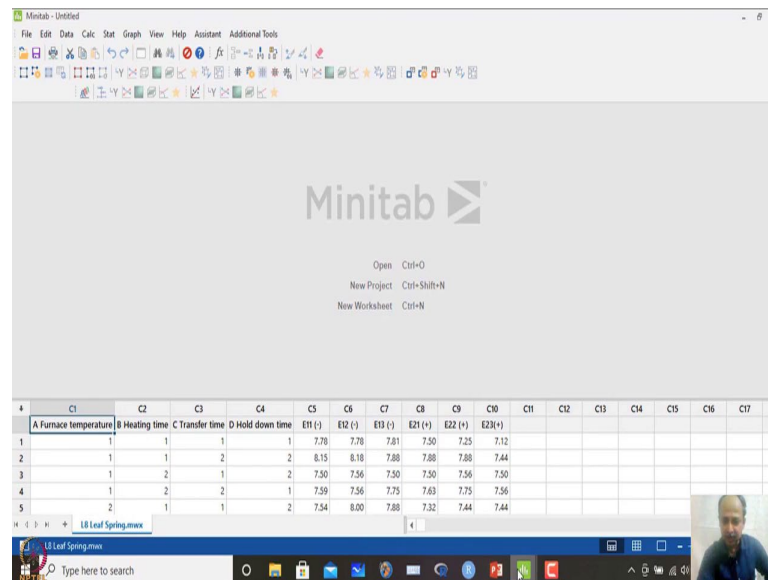 Minitab - Untitled
File Edit Data Calc Stat Graph View Help Assistant Additional Tools
Minitab
Open Ctrl+O
New Project Ctrl+Shift+N
New Worksheet Ctrl+N
C1 C2 C3 C4 C5 C6 C7 C8 C9 C10 C11 C12 C13 C14 C15 C16 C17
A Furnace temperature B Heating time C Transfer time D Hold down time E11 (-) E12 (-) E13 (-) E21 (+) E22 (+) E23(+)
1 1 1 1 1 7.78 7.78 7.81 7.50 7.25 7.12
2 1 1 2 2 8.15 8.18 7.88 7.88 7.88 7.44
3 1 2 1 2 7.50 7.56 7.50 7.50 7.56 7.50
4 1 2 2 1 7.59 7.56 7.75 7.63 7.75 7.56
5 2 1 1 2 7.54 8.00 7.88 7.32 7.44 7.44
L8 Leaf Spring.mwx
L8 Leaf Spring.mwx
Type here to search
NPTEL